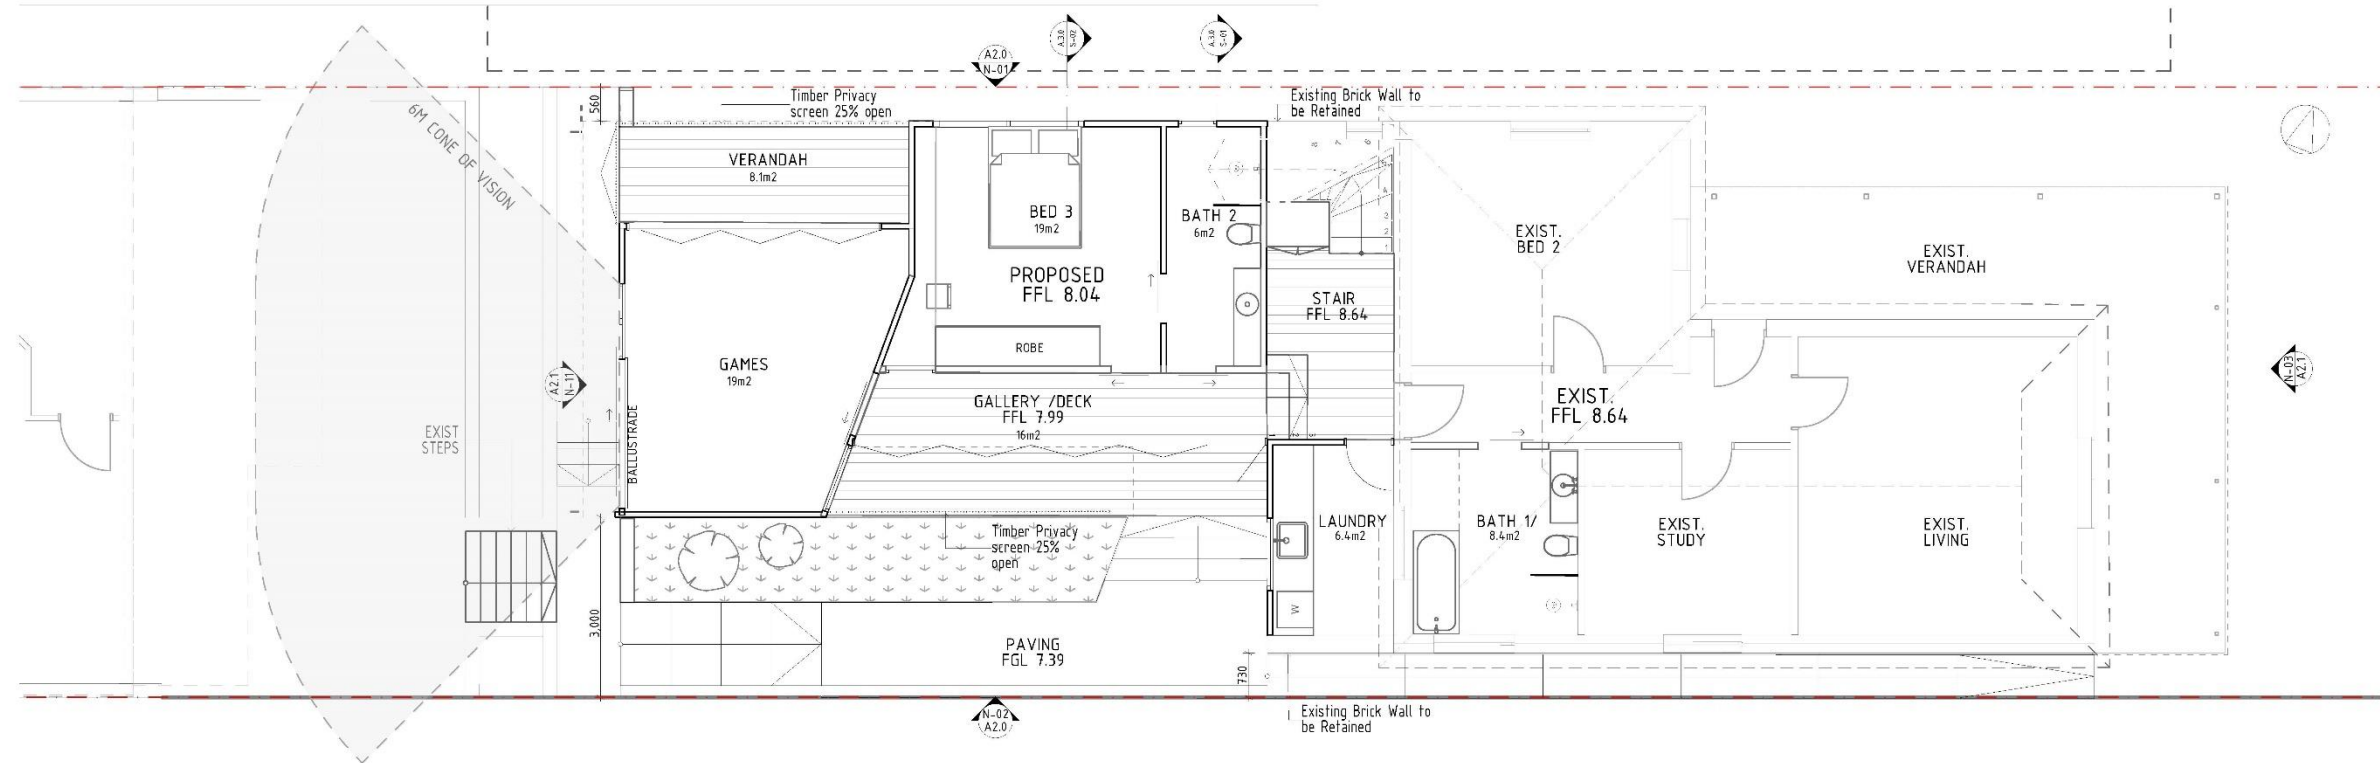 A2.0
N-01
A.3.0
S-02
A.3.0
S-01
560
Timber Privacy
screen 25% open
Existing Brick Wall to
be Retained
6M CONE OF VISION
VERANDAH
8.1m2
BED 3
19m2
BATH 2
6m2
PROPOSED
FFL 8.04
ROBE
STAIR
FFL 8.64
EXIST.
BED 2
EXIST.
VERANDAH
GAMES
19m2
A2.1
N-11
N-03
A2.1
GALLERY /DECK
FFL 7.99
16m2
EXIST.
FFL 8.64
EXIST
STEPS
BALLUSTRADE
Timber Privacy
screen 25%
open
LAUNDRY
6.4m2
BATH 1/
8.4m2
EXIST.
STUDY
EXIST.
LIVING
W
3,000
PAVING
FGL 7.39
730
N-02
A2.0
Existing Brick Wall to
be Retained